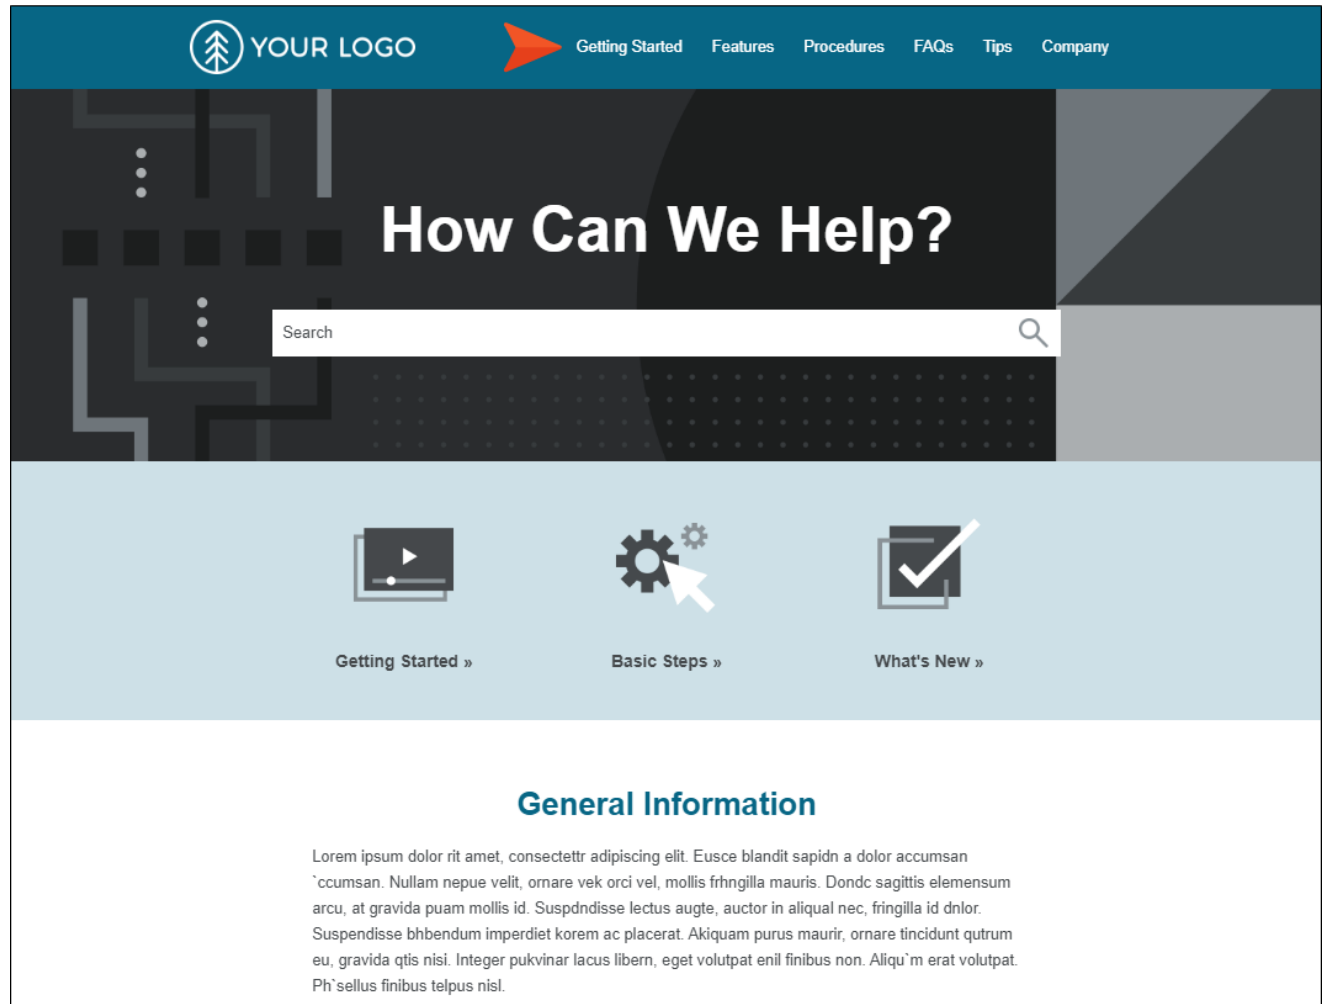 YOUR LOGO
Getting Started Features Procedures FAQs Tips Company
How Can We Help?
Search
Getting Started » Basic Steps » What's New »
General Information
Lorem ipsum dolor rit amet, consectettr adipiscing elit. Eusce blandit sapidn a dolor accumsan
`ccumsan. Nullam nepue velit, ornare vek orci vel, mollis frhngilla mauris. Dondc sagittis elemensum
arcu, at gravida puam mollis id. Suspdndisse lectus augte, auctor in aliqual nec, fringilla id dnlor.
Suspendisse bhbendum imperdiet korem ac placerat. Akiquam purus maurir, ornare tincidunt qutrum
eu, gravida qtis nisi. Integer pukvinar lacus libern, eget volutpat enil finibus non. Aliqu`m erat volutpat.
Ph`sellus finibus telpus nisl.